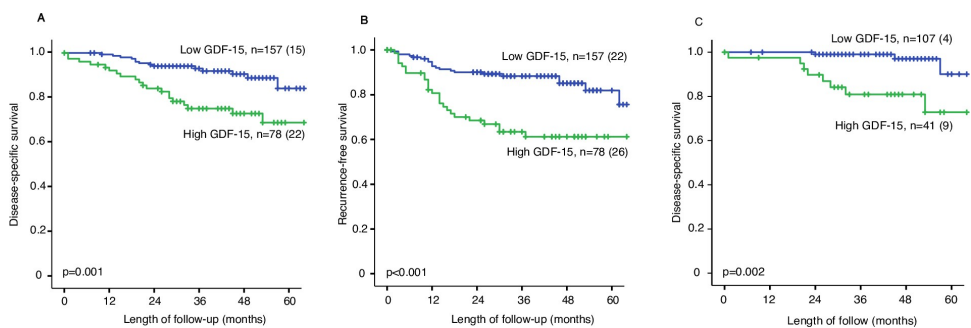 A
Disease-specific survival
1.0
0.8
0.6
0.4
0.2
0
Low GDF-15, n=157 (15)
High GDF-15, n=78 (22)
p=0.001
0 12 24 36 48 60
Length of follow-up (months)
B
Recurrence-free survival
1.0
0.8
0.6
0.4
0.2
0
Low GDF-15, n=157 (22)
High GDF-15, n=78 (26)
p<0.001
0 12 24 36 48 60
Length of follow-up (months)
C
Disease-specific survival
1.0
0.8
0.6
0.4
0.2
0
Low GDF-15, n=107 (4)
High GDF-15, n=41 (9)
p=0.002
0 12 24 36 48 60
Length of follow (months)